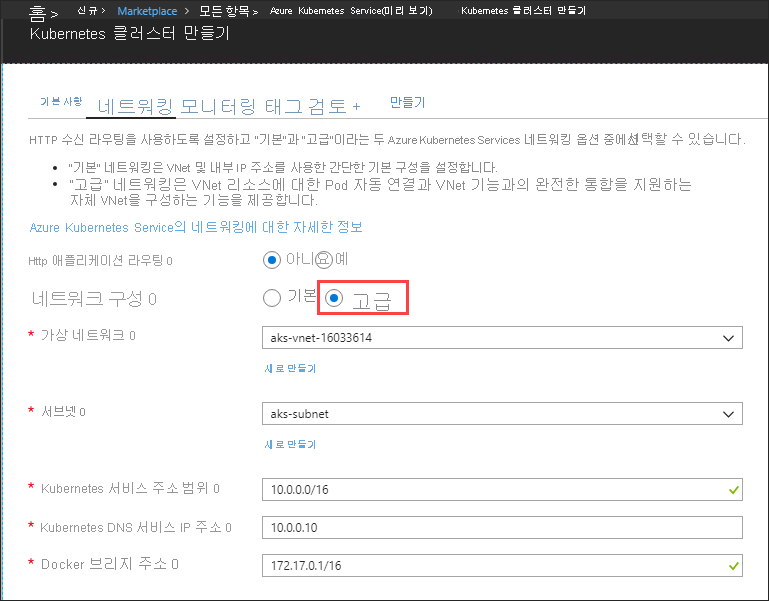 홈 > 신규 > Marketplace > 모든 항목 > Azure Kubernetes Service(미리 보기) Kubernetes 클러스터 만들기
Kubernetes 클러스터 만들기
기본 사항 네트워킹 모니터링 태그 검토 + 만들기
HTTP 수신 라우팅을 사용하도록 설정하고 "기본"과 "고급"이라는 두 Azure Kubernetes Services 네트워킹 옵션 중에서 선택할 수 있습니다.
• "기본" 네트워킹은 VNet 및 내부 IP 주소를 사용한 간단한 기본 구성을 설정합니다.
• "고급" 네트워킹은 VNet 리소스에 대한 Pod 자동 연결과 VNet 기능과의 완전한 통합을 지원하는
자체 VNet을 구성하는 기능을 제공합니다.
Azure Kubernetes Service의 네트워킹에 대한 자세한 정보
Http 애플리케이션 라우팅 0 아니요 예
네트워크 구성 0 기본 고급
* 가상 네트워크 0 aks-vnet-16033614
새로 만들기
* 서브넷 0 aks-subnet
새로 만들기
* Kubernetes 서비스 주소 범위 0 10.0.0.0/16
* Kubernetes DNS 서비스 IP 주소 0 10.0.0.10
* Docker 브리지 주소 0 172.17.0.1/16